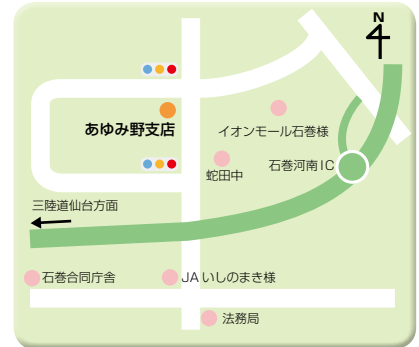 N
あゆみ野支店
イオンモール石巻様
石巻河南IC
蛇田中
三陸道仙台方面
石巻合同庁舎
JAいしのまき様
法務局